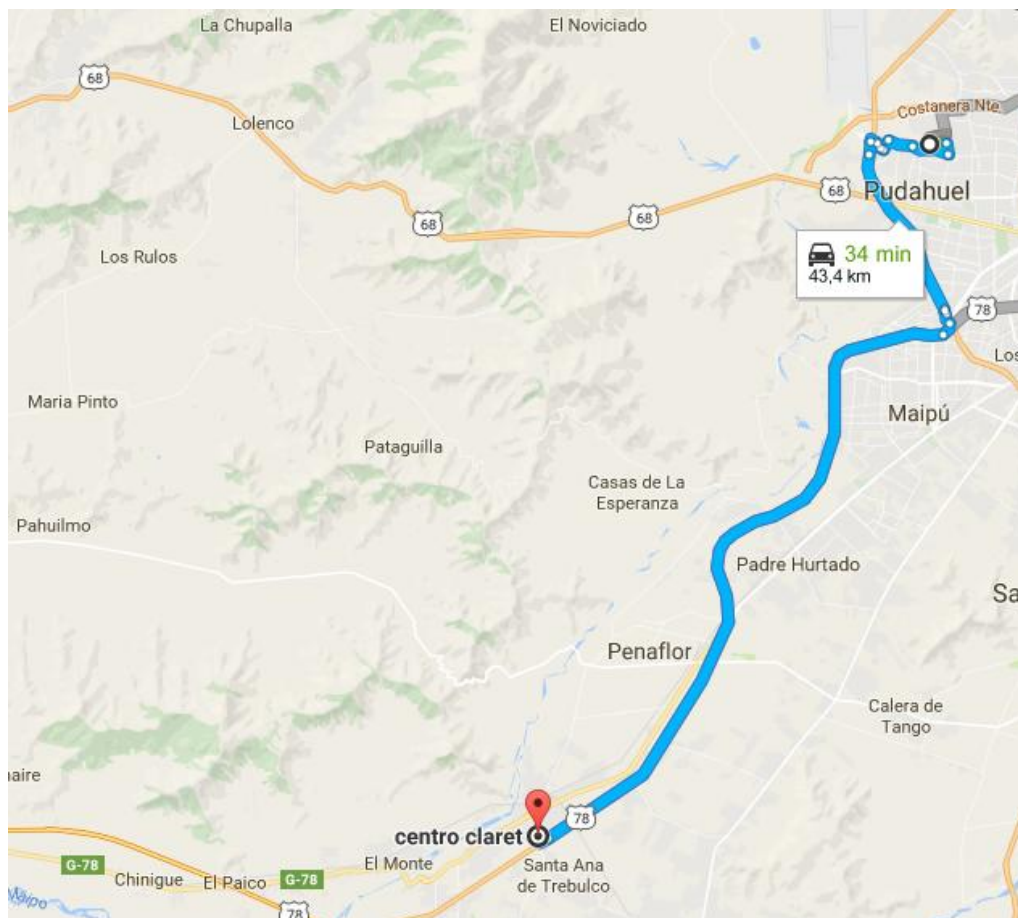 La Chupalla
El Noviciado
68
Costanera Nte
Lolenco
68
Pudahuel
68
68
Los Rulos
34 min
43,4 km
78
Los
Maria Pinto
Maipú
Pataguilla
Casas de La
Esperanza
Pahuilmo
Padre Hurtado
Sa
Penaflor
Calera de
Tango
naire
78
centro claret
El Monte
Santa Ana
de Trebulco
G-78
Chinigue
El Paico
G-78
78